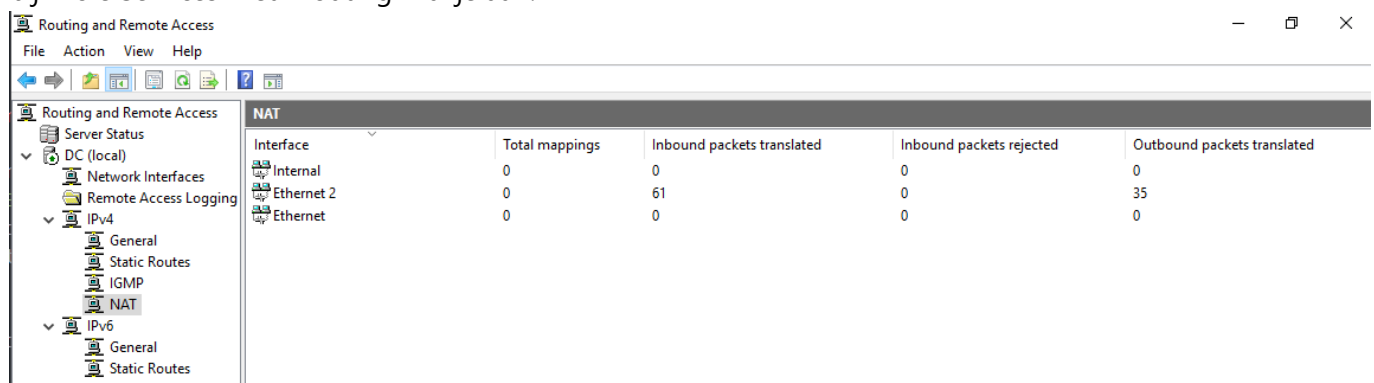 Routing and Remote Access
File Action View Help
Routing and Remote Access
Server Status
DC (local)
Network Interfaces
Remote Access Logging
IPv4
General
Static Routes
IGMP
NAT
IPv6
General
Static Routes
NAT
Interface Total mappings Inbound packets translated Inbound packets rejected Outbound packets translated
Internal 0 0 0 0
Ethernet 2 0 61 0 35
Ethernet 0 0 0 0